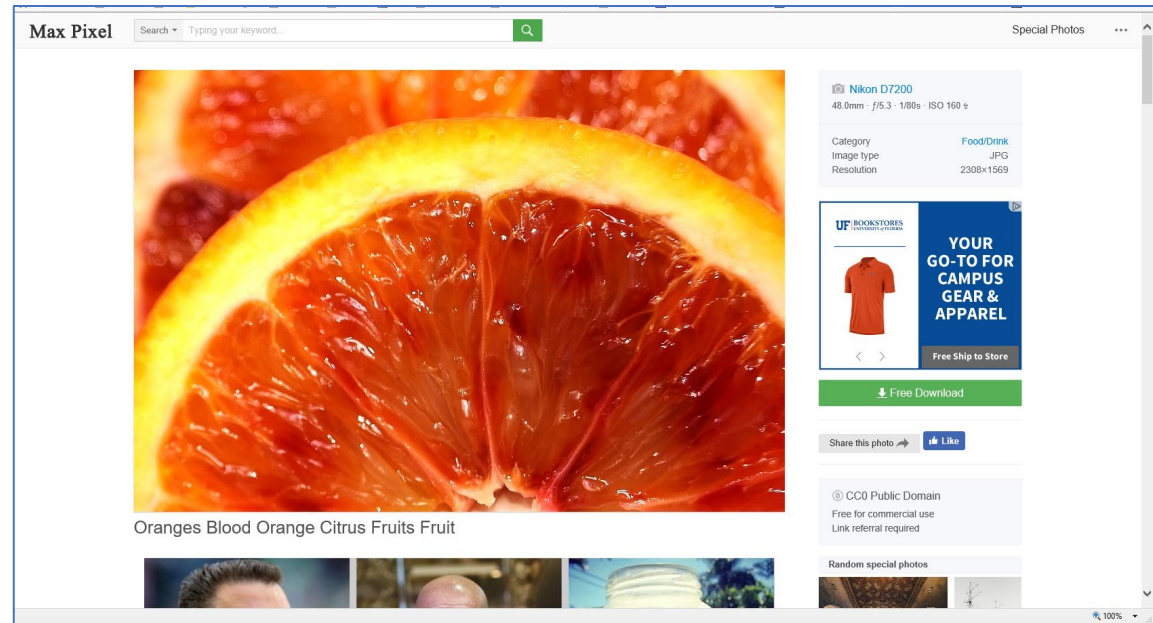 Max Pixel
Search
Typing your keyword...
Special Photos
Nikon D7200
48.0mm · ƒ/5.3 · 1/80s · ISO 160
Category Food/Drink
Image type JPG
Resolution 2308×1569
UF BOOKSTORES
UNIVERSITY of FLORIDA
YOUR
GO-TO FOR
CAMPUS
GEAR &
APPAREL
Free Ship to Store
Free Download
Share this photo
Like
CC0 Public Domain
Free for commercial use
Link referral required
Oranges Blood Orange Citrus Fruits Fruit
Random special photos
100%